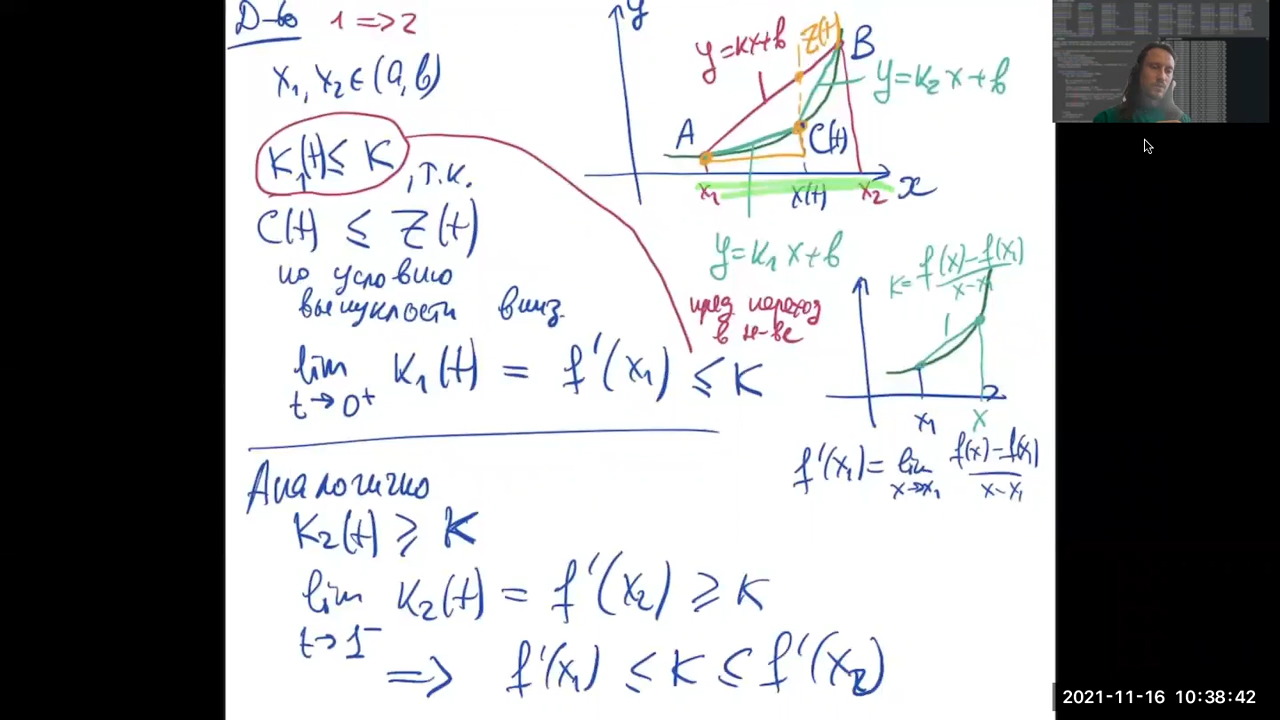 Д-во 1 => 2
x₁, x₂ ∈ (a, b)
K₁(t) ≤ K , т.к.
C(t) ≤ Z(t)
по условию
выпуклости вниз
lim K₁(t) = f'(x₁) ≤ K
t→0⁺
Аналогично
K₂(t) ≥ K
lim K₂(t) = f'(x₂) ≥ K
t→1⁻
=> f'(x₁) ≤ K ≤ f'(x₂)
y
y=Kx+b
Z(t)
B
y=K₂x+b
A
C(t)
x₁
x(t)
x₂
x
y=K₁x+b
пред переход
в н-ве
K=f(x)-f(x₁)
x-x₁
x₁
x
f'(x₁)= lim f(x)-f(x₁)
x→x₁ x-x₁
2021-11-16 10:38:42